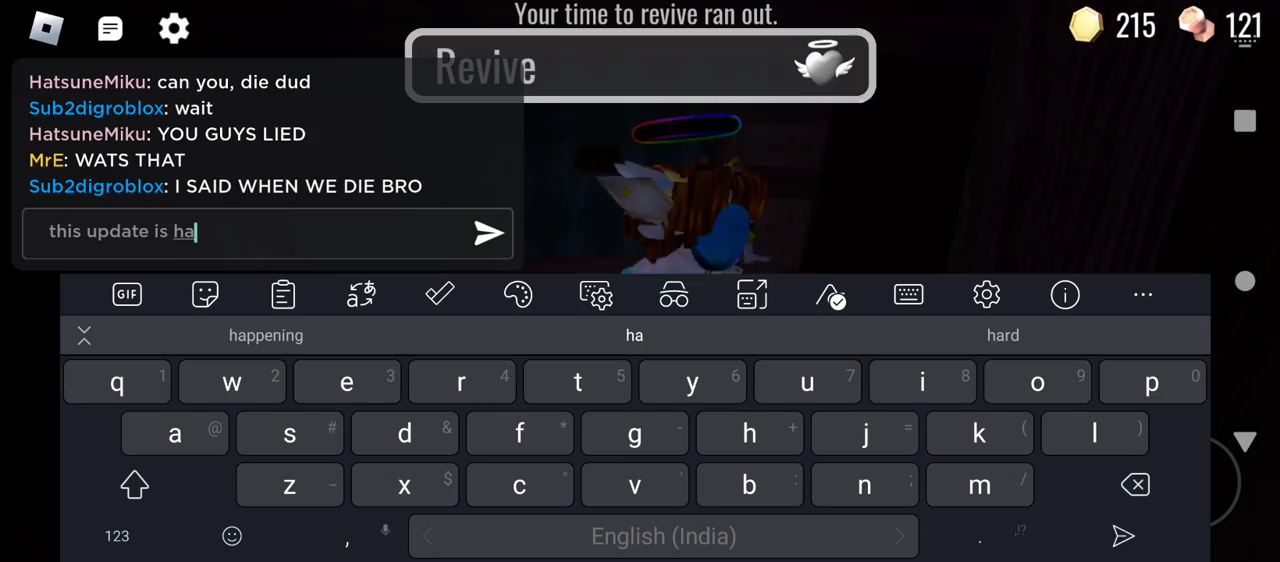 Your time to revive ran out.
215
121
Revive
HatsuneMiku: can you, die dud
Sub2digroblox: wait
HatsuneMiku: YOU GUYS LIED
MrE: WATS THAT
Sub2digroblox: I SAID WHEN WE DIE BRO
this update is ha
GIF
happening ha hard
q 1 w 2 e 3 r 4 t 5 y 6 u 7 i 8 o 9 p 0
a @ s # d & f * g - h + j = k ( l )
z _ x $ c " v ' b : n ; m /
123 , < English (India) > . ,!?